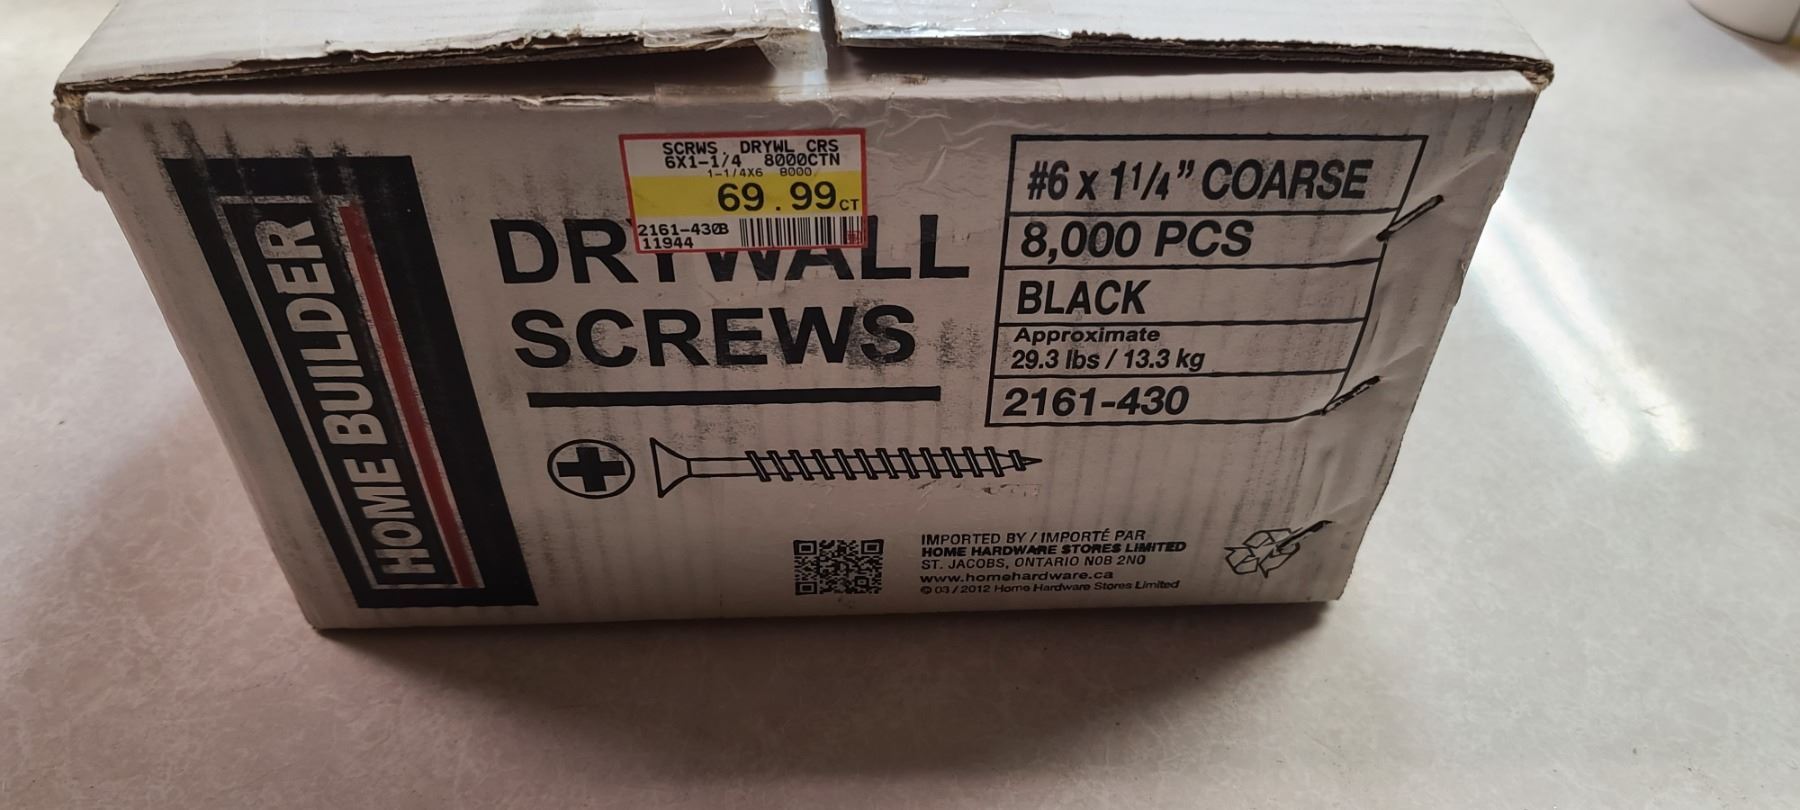 HOME BUILDER
SCRWS, DRYWL CRS
6X1-1/4 8000CTN
1-1/4X6 8000
69.99CT
2161-430B
11944
DRYWALL
SCREWS
#6 x 1 1/4" COARSE
8,000 PCS
BLACK
Approximate
29.3 lbs / 13.3 kg
2161-430
IMPORTED BY / IMPORTÉ PAR
HOME HARDWARE STORES LIMITED
ST. JACOBS, ONTARIO N0B 2N0
www.homehardware.ca
© 03 / 2012 Home Hardware Stores Limited